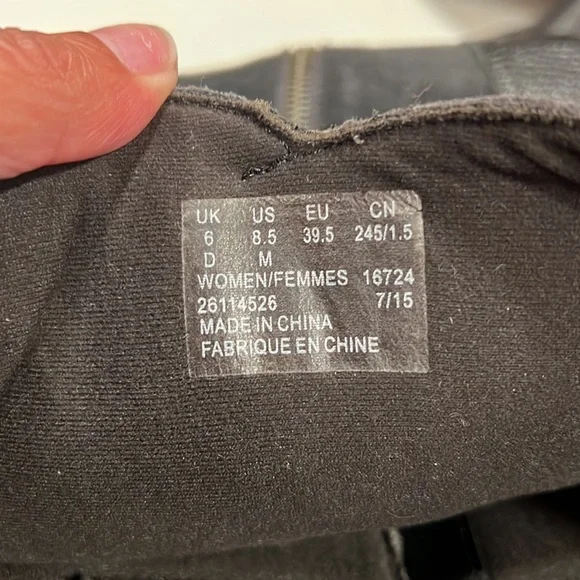 UK US EU CN
6 8.5 39.5 245/1.5
D M
WOMEN/FEMMES 16724
26114526 7/15
MADE IN CHINA
FABRIQUE EN CHINE